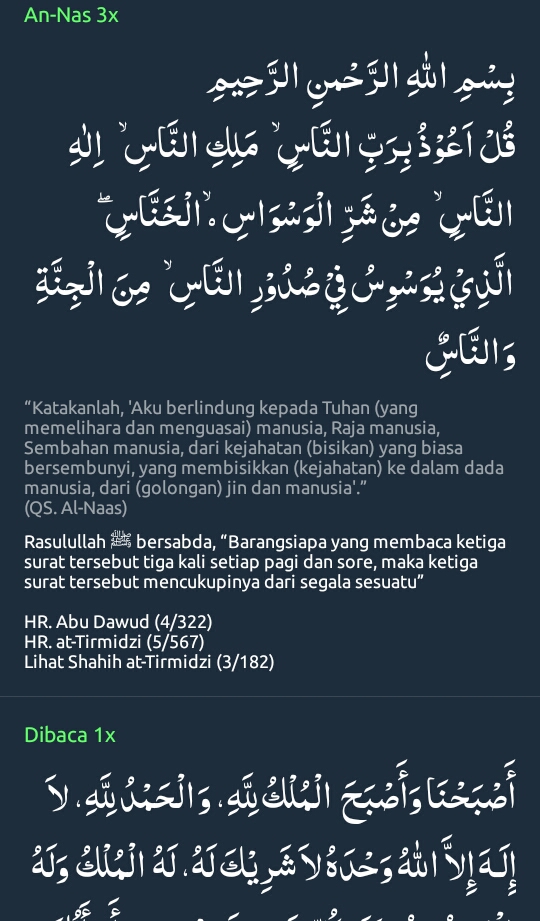 An-Nas 3x
بِسْمِ اللهِ الرَّحْمنِ الرَّحِيمِ
قُلْ اَعُوْذُ بِرَبِّ النَّاسِۙ مَلِكِ النَّاسِۙ اِلٰهِ
النَّاسِۙ مِنْ شَرِّ الْوَسْوَاسِ ەۙ الْخَنَّاسِۖ
الَّذِيْ يُوَسْوِسُ فِيْ صُدُوْرِ النَّاسِۙ مِنَ الْجِنَّةِ
وَالنَّاسِࣖ
“Katakanlah, 'Aku berlindung kepada Tuhan (yang
memelihara dan menguasai) manusia, Raja manusia,
Sembahan manusia, dari kejahatan (bisikan) yang biasa
bersembunyi, yang membisikkan (kejahatan) ke dalam dada
manusia, dari (golongan) jin dan manusia'.”
(QS. Al-Naas)
Rasulullah ﷺ bersabda, “Barangsiapa yang membaca ketiga
surat tersebut tiga kali setiap pagi dan sore, maka ketiga
surat tersebut mencukupinya dari segala sesuatu”
HR. Abu Dawud (4/322)
HR. at-Tirmidzi (5/567)
Lihat Shahih at-Tirmidzi (3/182)
Dibaca 1x
أَصْبَحْنَا وَأَصْبَحَ الْمُلْكُ لِلَّهِ، وَالْحَمْدُ لِلَّهِ، لاَ
إِلَـهَ إِلاَّ اللهُ وَحْدَهُ لاَ شَرِيْكَ لَهُ، لَهُ الْمُلْكُ وَلَهُ